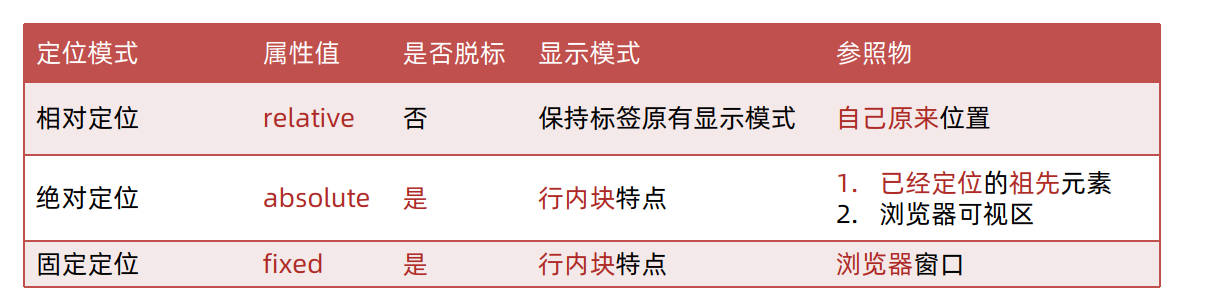 定位模式 属性值 是否脱标 显示模式 参照物
相对定位 relative 否 保持标签原有显示模式 自己原来位置
绝对定位 absolute 是 行内块特点 1. 已经定位的祖先元素
2. 浏览器可视区
固定定位 fixed 是 行内块特点 浏览器窗口